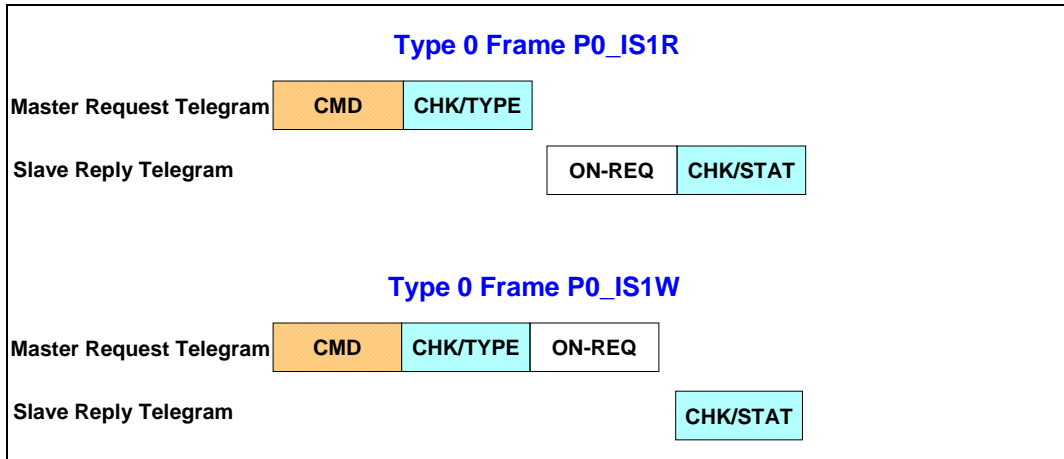 Type 0 Frame P0_IS1R
Master Request Telegram CMD CHK/TYPE
Slave Reply Telegram ON-REQ CHK/STAT
Type 0 Frame P0_IS1W
Master Request Telegram CMD CHK/TYPE ON-REQ
Slave Reply Telegram CHK/STAT